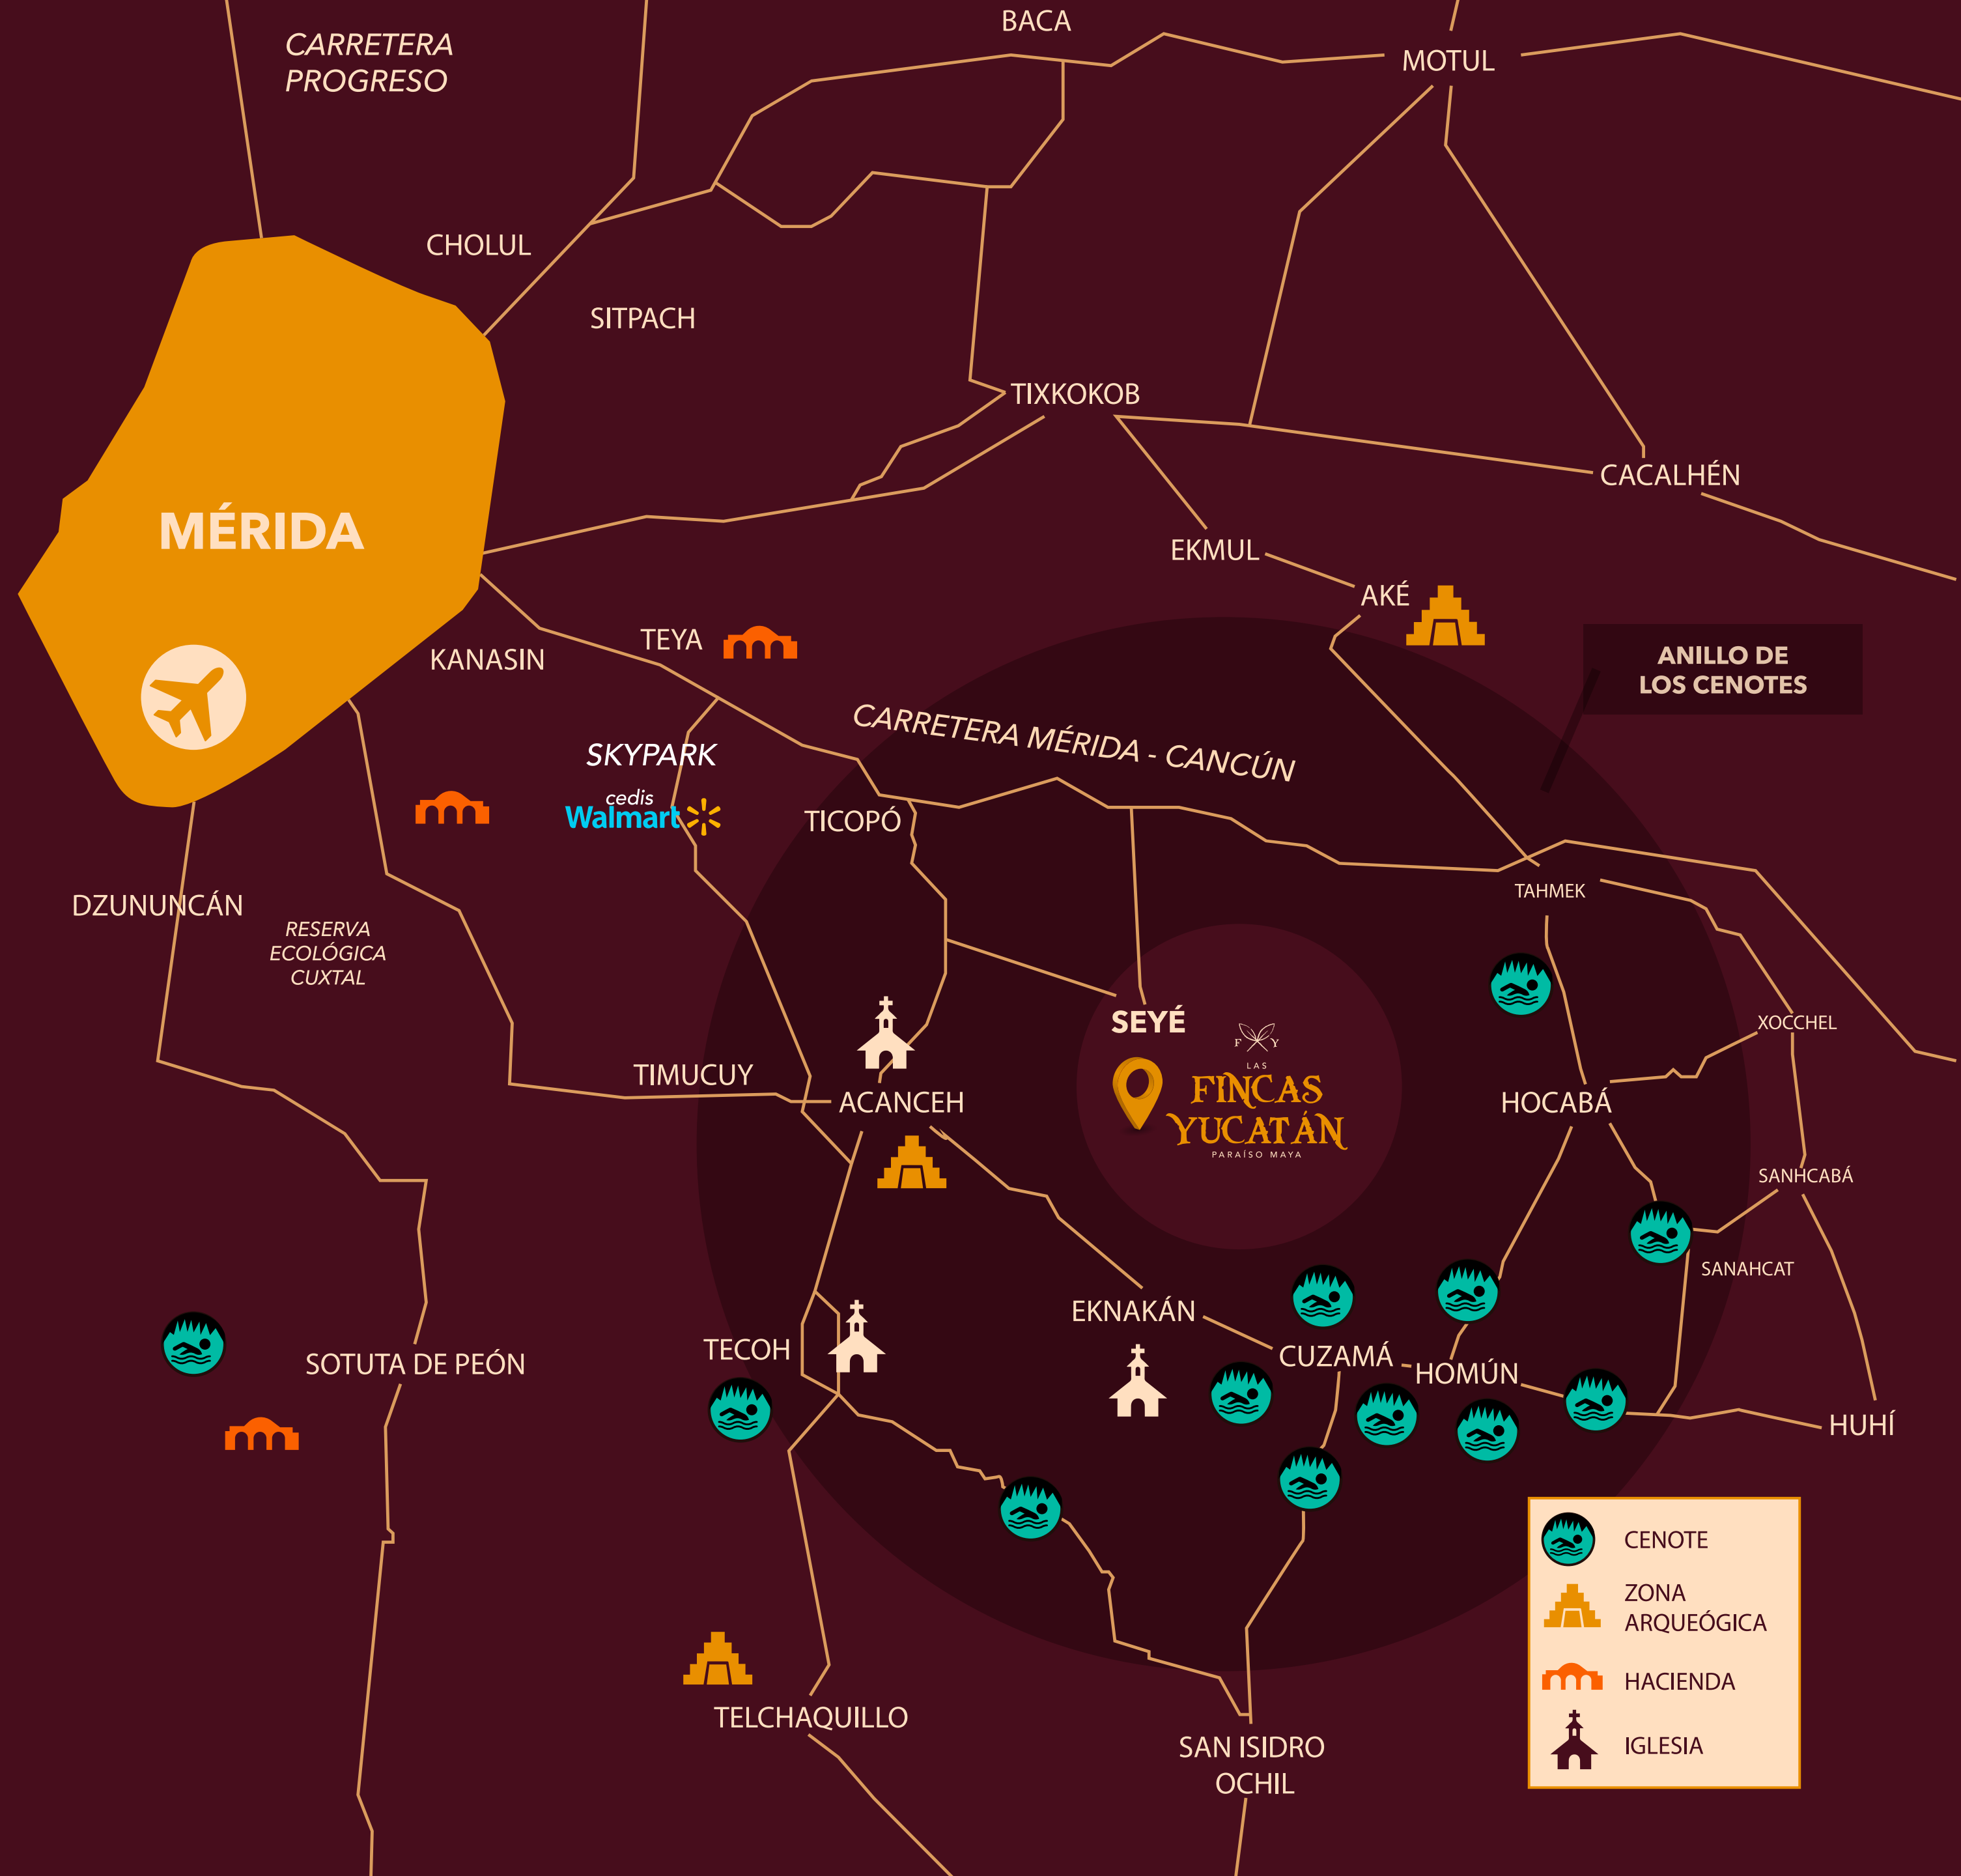 BACA
CARRETERA
PROGRESO
MOTUL
CHOLUL
SITPACH
TIXKOKOB
CACALHÉN
MÉRIDA
EKMUL
AKÉ
TEYA
KANASIN
ANILLO DE
LOS CENOTES
CARRETERA MÉRIDA - CANCÚN
SKYPARK
cedis
Walmart
TICOPÓ
TAHMEK
DZUNUNCÁN
RESERVA
ECOLÓGICA
CUXTAL
SEYÉ
XOCCHEL
F Y
LAS
FINCAS
YUCATÁN
PARAÍSO MAYA
TIMUCUY
ACANCEH
HOCABÁ
SANHCABÁ
SANAHCAT
EKNAKÁN
TECOH
CUZAMÁ
SOTUTA DE PEÓN
HOMÚN
HUHÍ
CENOTE
ZONA
ARQUEÓGICA
HACIENDA
IGLESIA
TELCHAQUILLO
SAN ISIDRO
OCHIL